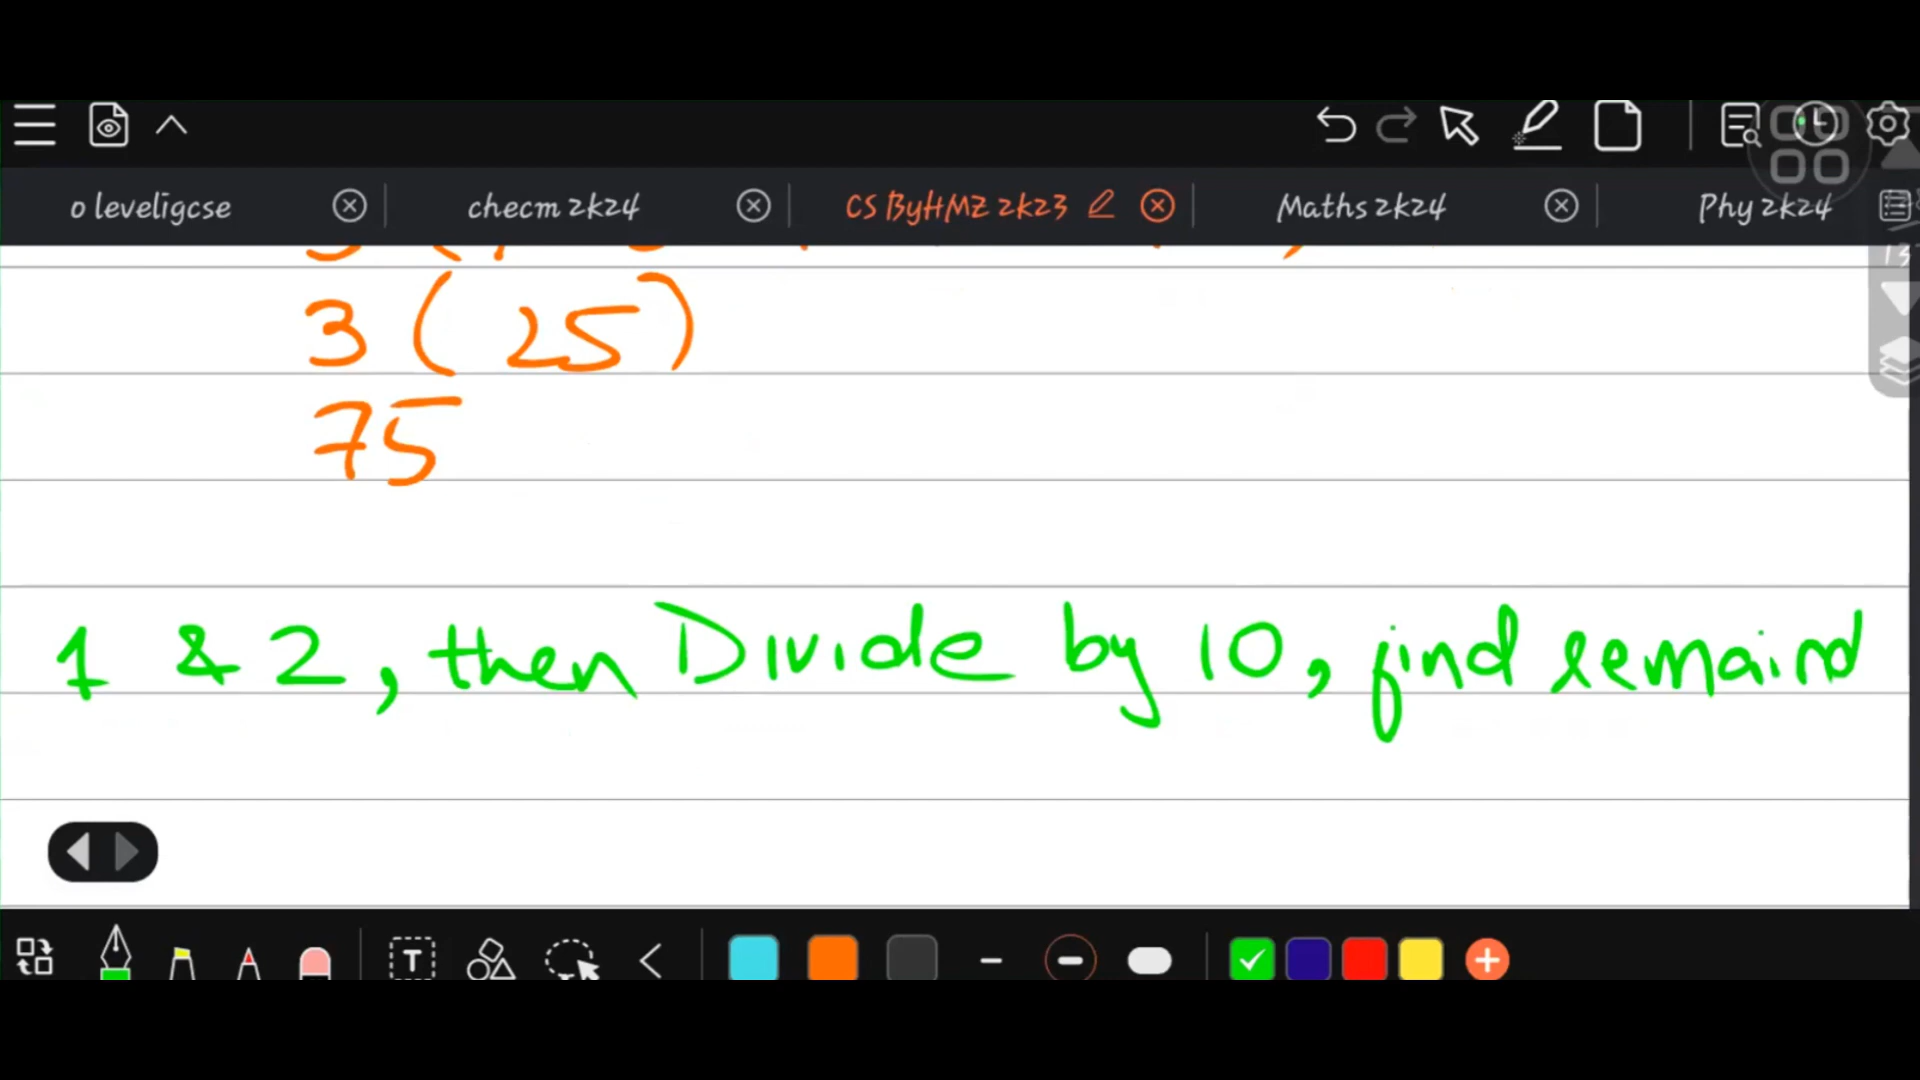 o leveligcse checm 2k24 CS ByHMZ 2k23 Maths 2k24 Phy 2k24
3 ( 25 )
75
1 & 2, then Divide by 10, find remaind
T